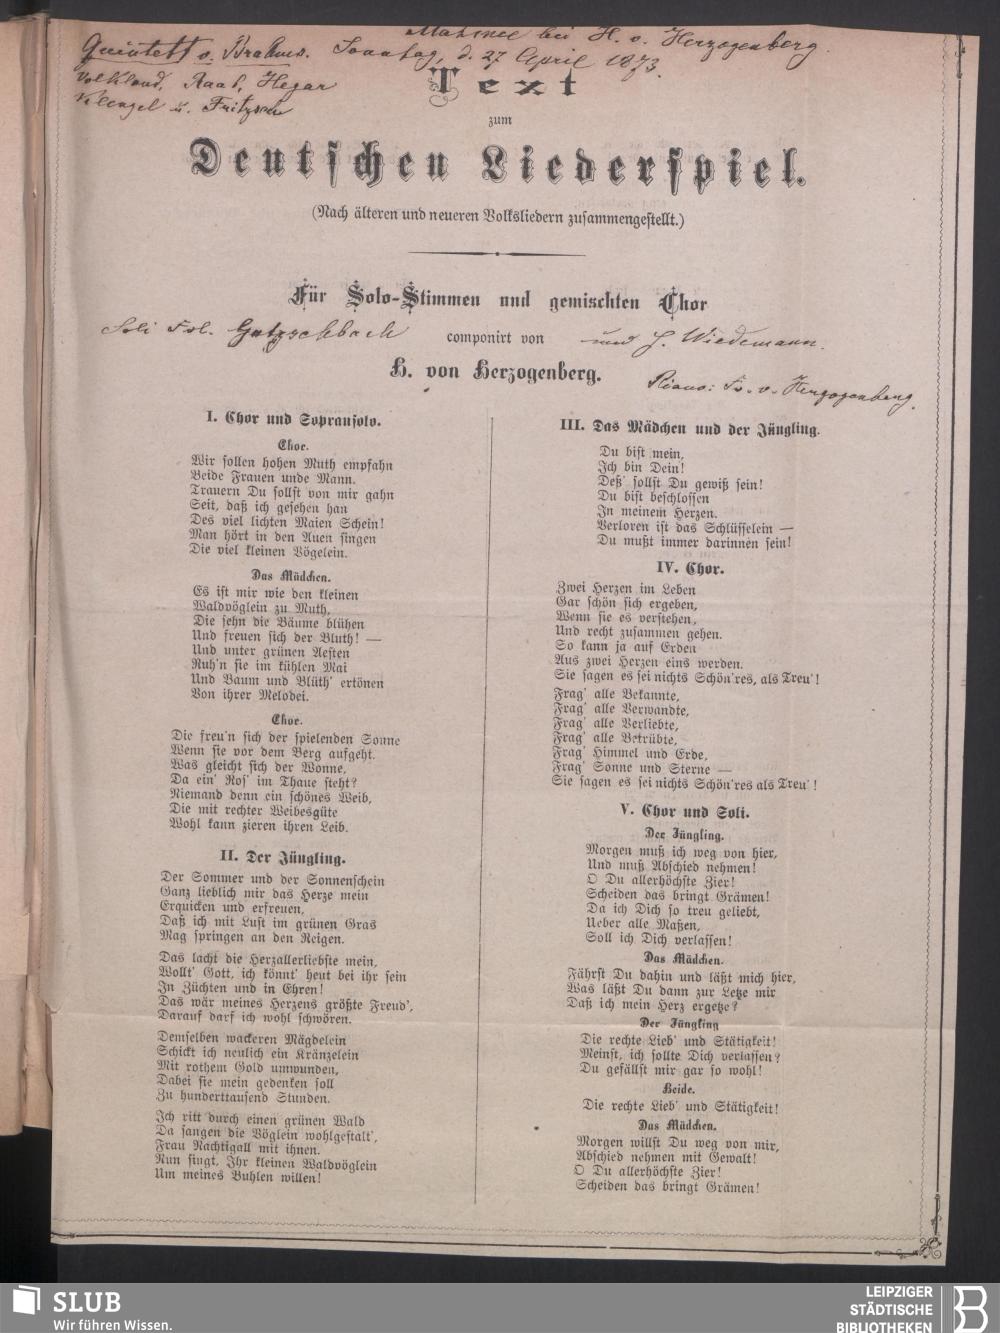 Matinee bei H. v. Herzogenberg.
Quintett v. Brahms. Sonntag, d. 27 April 1873.
Volkland, Raab, Hegar
Klengel u. Fritzsch
Text
zum
Deutschen Liederspiel.
(Nach älteren und neueren Volksliedern zusammengestellt.)
Für Solo-Stimmen und gemischten Chor
Soli Frl. Gutzschbach componirt von und J. Wiedemann.
H. von Herzogenberg.
Piano: Fr. v. Herzogenberg.
I. Chor und Sopransolo.
Chor.
Wir sollen hohen Muth empfahn
Beide Frauen unde Mann.
Trauern Du sollst von mir gahn
Seit, daß ich gesehen han
Des viel lichten Maien Schein!
Man hört in den Auen singen
Die viel kleinen Vögelein.
Das Mädchen.
Es ist mir wie den kleinen
Waldvöglein zu Muth,
Die sehn die Bäume blühen
Und freuen sich der Bluth! —
Und unter grünen Aesten
Ruh'n sie im kühlen Mai
Und Baum und Blüth' ertönen
Von ihrer Melodei.
Chor.
Die freu'n sich der spielenden Sonne
Wenn sie vor dem Berg aufgeht.
Was gleicht sich der Wonne,
Da ein' Ros' im Thaue steht?
Niemand denn ein schönes Weib,
Die mit rechter Weibesgüte
Wohl kann zieren ihren Leib.
II. Der Jüngling.
Der Sommer und der Sonnenschein
Ganz lieblich mir das Herze mein
Erquicken und erfreuen,
Daß ich mit Lust im grünen Gras
Mag springen an den Reigen.
Das lacht die Herzallerliebste mein,
Wollt' Gott, ich könnt' heut bei ihr sein
In Züchten und in Ehren!
Das wär meines Herzens größte Freud',
Darauf darf ich wohl schwören.
Demselben wackeren Mägdelein
Schickt ich neulich ein Kränzelein
Mit rothem Gold umwunden,
Dabei sie mein gedenken soll
Zu hunderttausend Stunden.
Ich ritt durch einen grünen Wald
Da sangen die Vöglein wohlgestalt',
Frau Nachtigall mit ihnen.
Nun singt, Ihr kleinen Waldvöglein
Um meines Buhlen willen!
III. Das Mädchen und der Jüngling.
Du bist mein,
Ich bin Dein!
Deß' sollst Du gewiß sein!
Du bist beschlossen
In meinem Herzen.
Verloren ist das Schlüsselein —
Du mußt immer darinnen sein!
IV. Chor.
Zwei Herzen im Leben
Gar schön sich ergeben,
Wenn sie es verstehen,
Und recht zusammen gehen.
So kann ja auf Erden
Aus zwei Herzen eins werden.
Sie sagen es sei nichts Schön'res, als Treu'!
Frag' alle Bekannte,
Frag' alle Verwandte,
Frag' alle Verliebte,
Frag' alle Betrübte,
Frag' Himmel und Erde,
Frag' Sonne und Sterne —
Sie sagen es sei nichts Schön'res als Treu'!
V. Chor und Soli.
Der Jüngling.
Morgen muß ich weg von hier,
Und muß Abschied nehmen!
O Du allerhöchste Zier!
Scheiden das bringt Grämen!
Da ich Dich so treu geliebt,
Ueber alle Maßen,
Soll ich Dich verlassen!
Das Mädchen.
Fährst Du dahin und läßt mich hier,
Was läßt Du dann zur Letze mir
Daß ich mein Herz ergetze?
Der Jüngling
Die rechte Lieb' und Stätigkeit!
Meinst, ich sollte Dich verlassen?
Du gefällst mir gar so wohl!
Beide.
Die rechte Lieb' und Stätigkeit!
Das Mädchen.
Morgen willst Du weg von mir,
Abschied nehmen mit Gewalt!
O Du allerhöchste Zier!
Scheiden das bringt Grämen!
SLUB
Wir führen Wissen.
LEIPZIGER
STÄDTISCHE
BIBLIOTHEKEN